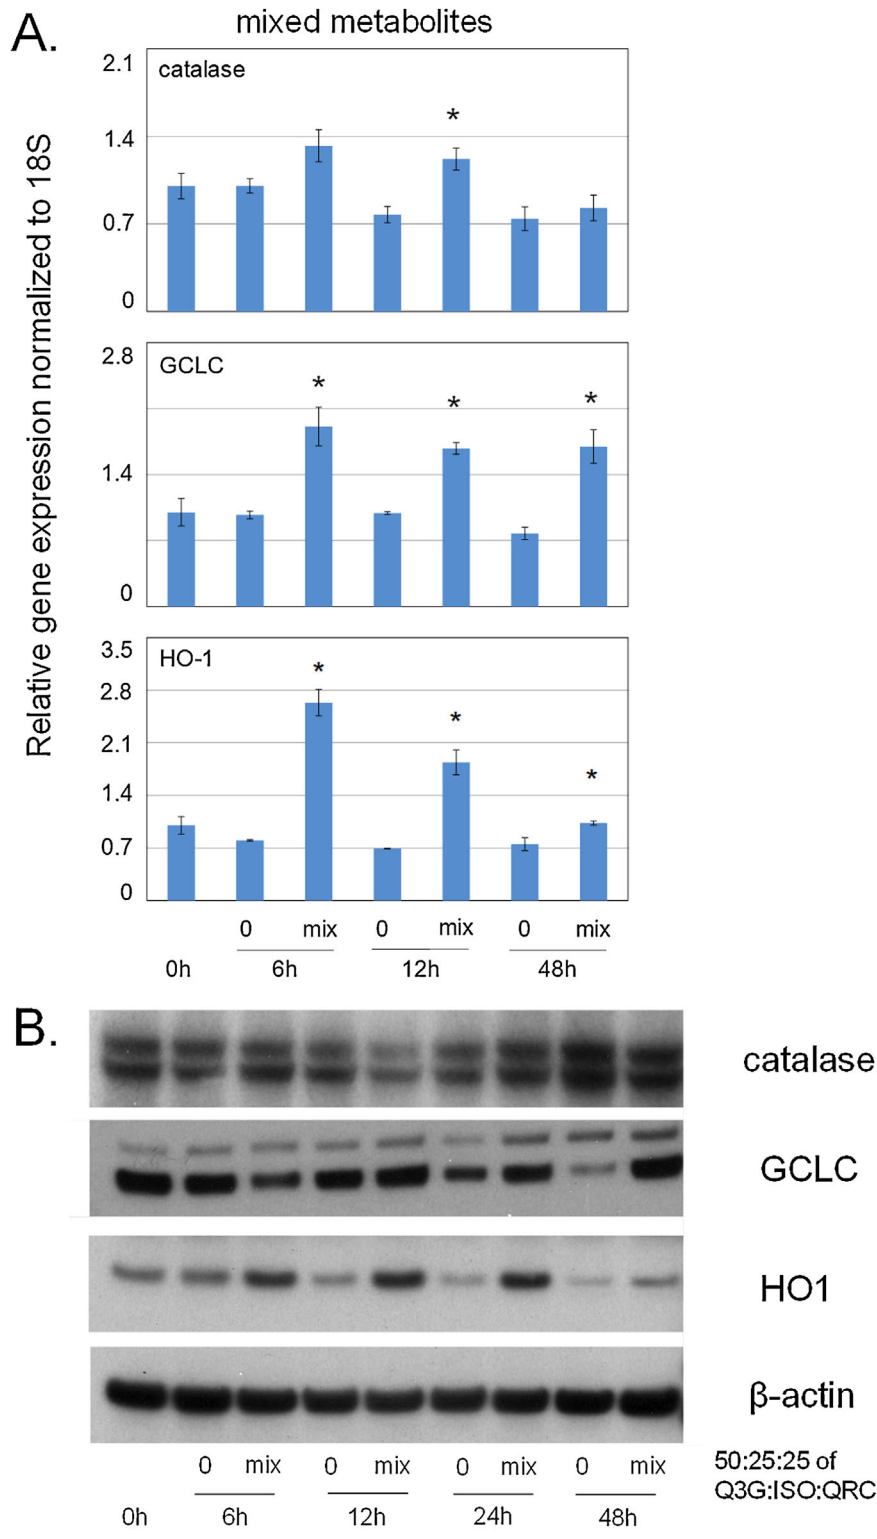 A.
mixed metabolites
Relative gene expression normalized to 18S
catalase
2.1
1.4
0.7
0
*
GCLC
2.8
1.4
0
* * *
HO-1
3.5
2.8
2.1
1.4
0.7
0
* * *
0 mix 0 mix 0 mix
0h 6h 12h 48h
B.
catalase
GCLC
HO1
β-actin
0 mix 0 mix 0 mix 0 mix
0h 6h 12h 24h 48h
50:25:25 of
Q3G:ISO:QRC